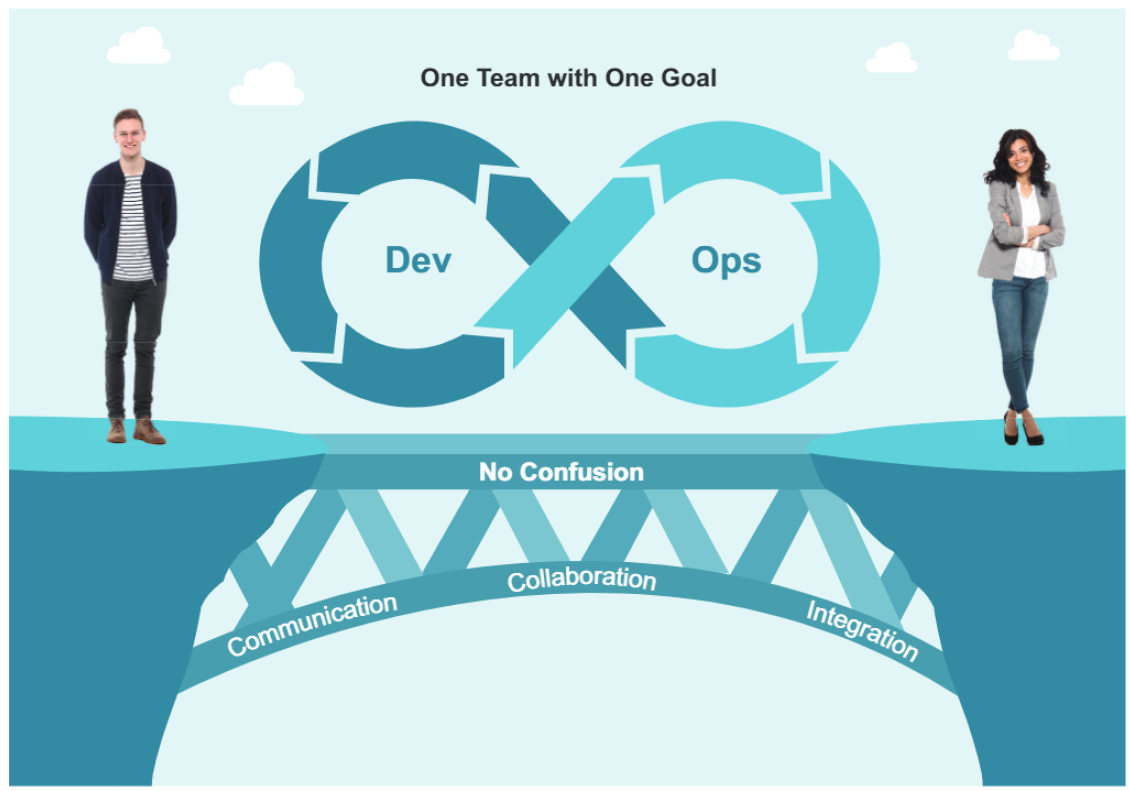 One Team with One Goal
Dev
Ops
No Confusion
Communication
Collaboration
Integration